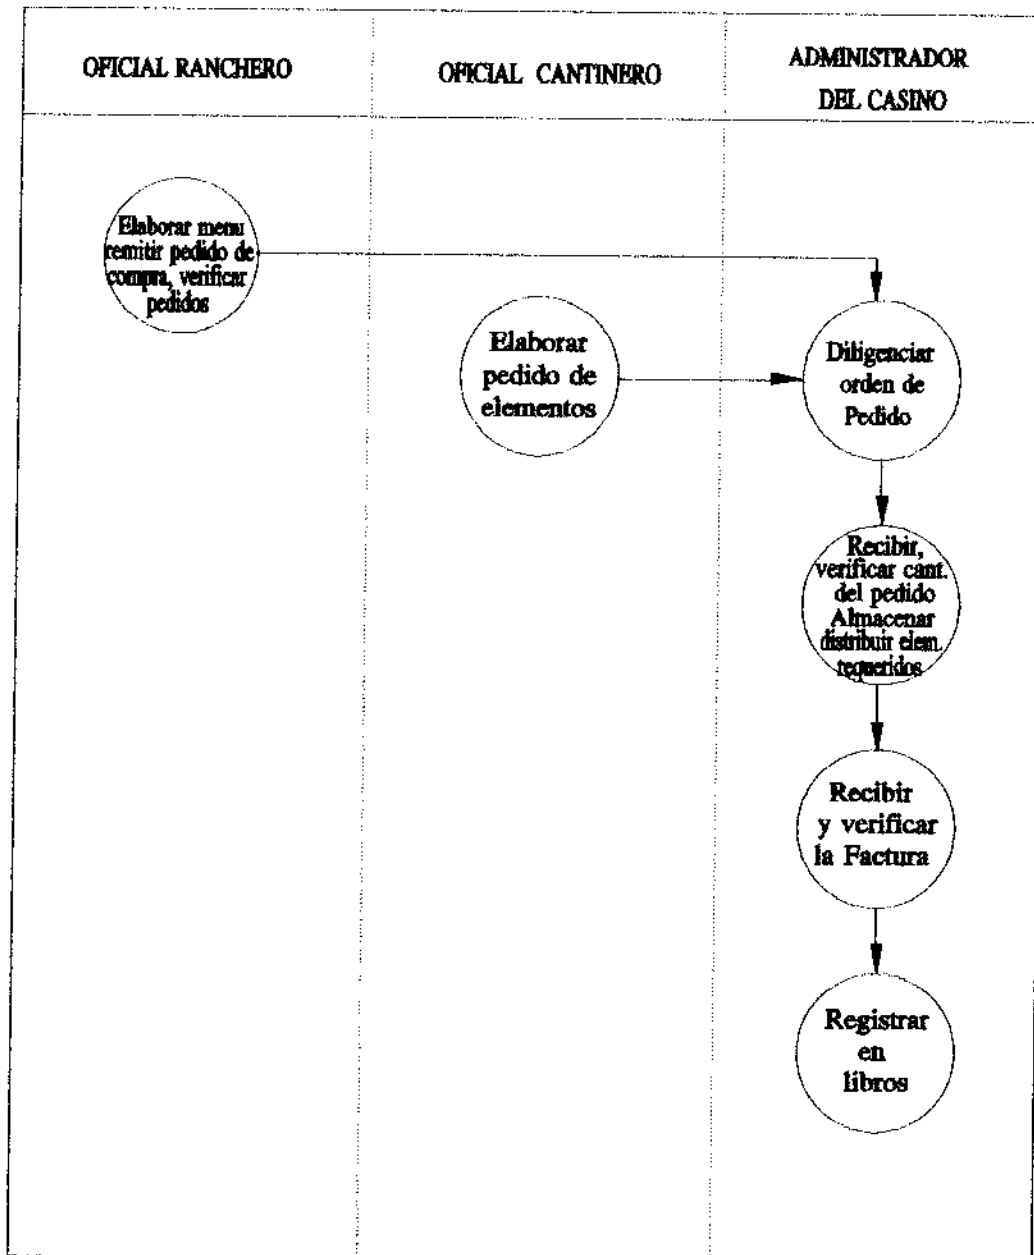 OFICIAL RANCHERO
OFICIAL CANTINERO
ADMINISTRADOR
DEL CASINO
Elaborar menu
remitir pedido de
compra, verificar
pedidos
Elaborar
pedido de
elementos
Diligenciar
orden de
Pedido
Recibir,
verificar cant.
del pedido
Almacenar
distribuir elem.
requeridos
Recibir
y verificar
la Factura
Registrar
en
libros